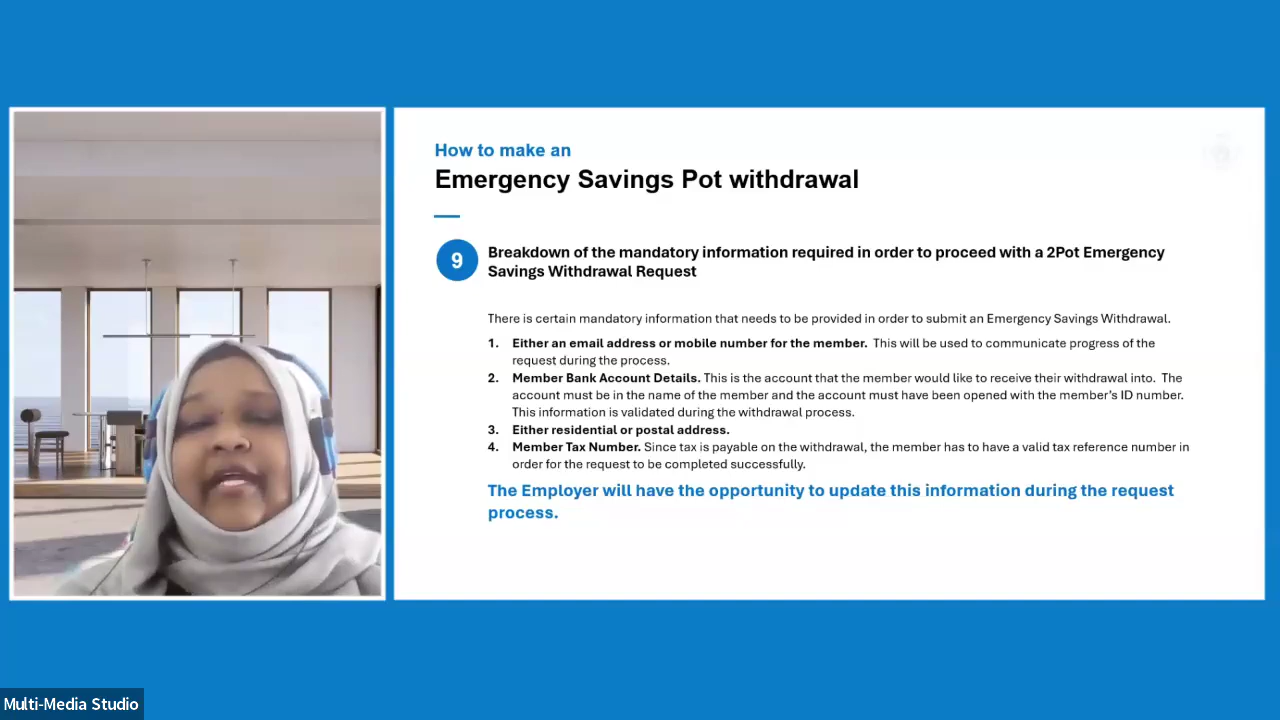 How to make an
Emergency Savings Pot withdrawal
9
Breakdown of the mandatory information required in order to proceed with a 2Pot Emergency
Savings Withdrawal Request
There is certain mandatory information that needs to be provided in order to submit an Emergency Savings Withdrawal.
1. Either an email address or mobile number for the member. This will be used to communicate progress of the
request during the process.
2. Member Bank Account Details. This is the account that the member would like to receive their withdrawal into. The
account must be in the name of the member and the account must have been opened with the member's ID number.
This information is validated during the withdrawal process.
3. Either residential or postal address.
4. Member Tax Number. Since tax is payable on the withdrawal, the member has to have a valid tax reference number in
order for the request to be completed successfully.
The Employer will have the opportunity to update this information during the request
process.
Multi-Media Studio